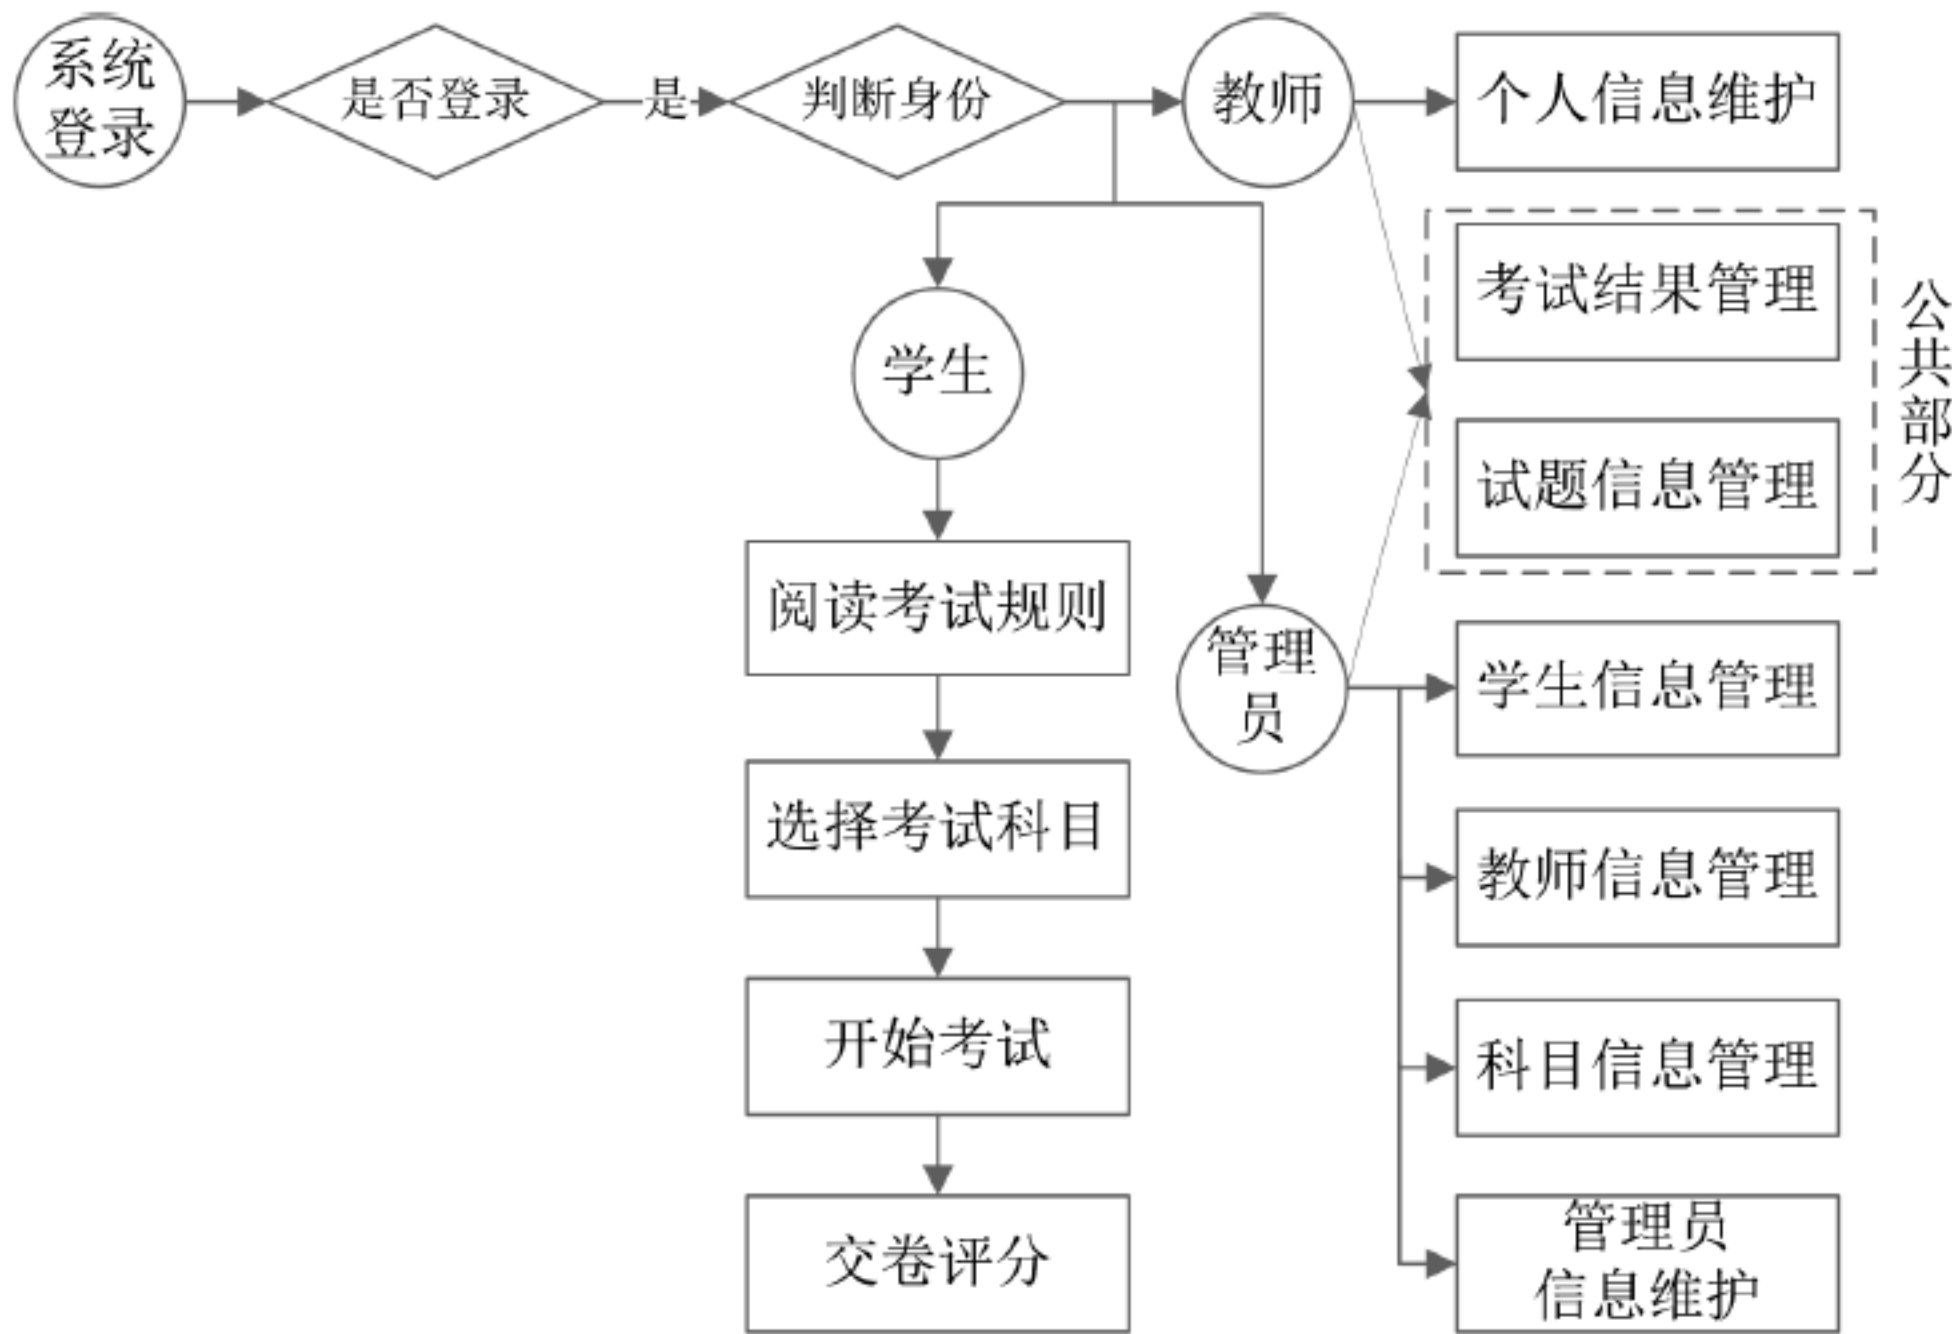 系统
登录
是否登录
是
判断身份
教师
个人信息维护
考试结果管理
试题信息管理
公共部分
学生
阅读考试规则
选择考试科目
开始考试
交卷评分
管理
员
学生信息管理
教师信息管理
科目信息管理
管理员
信息维护